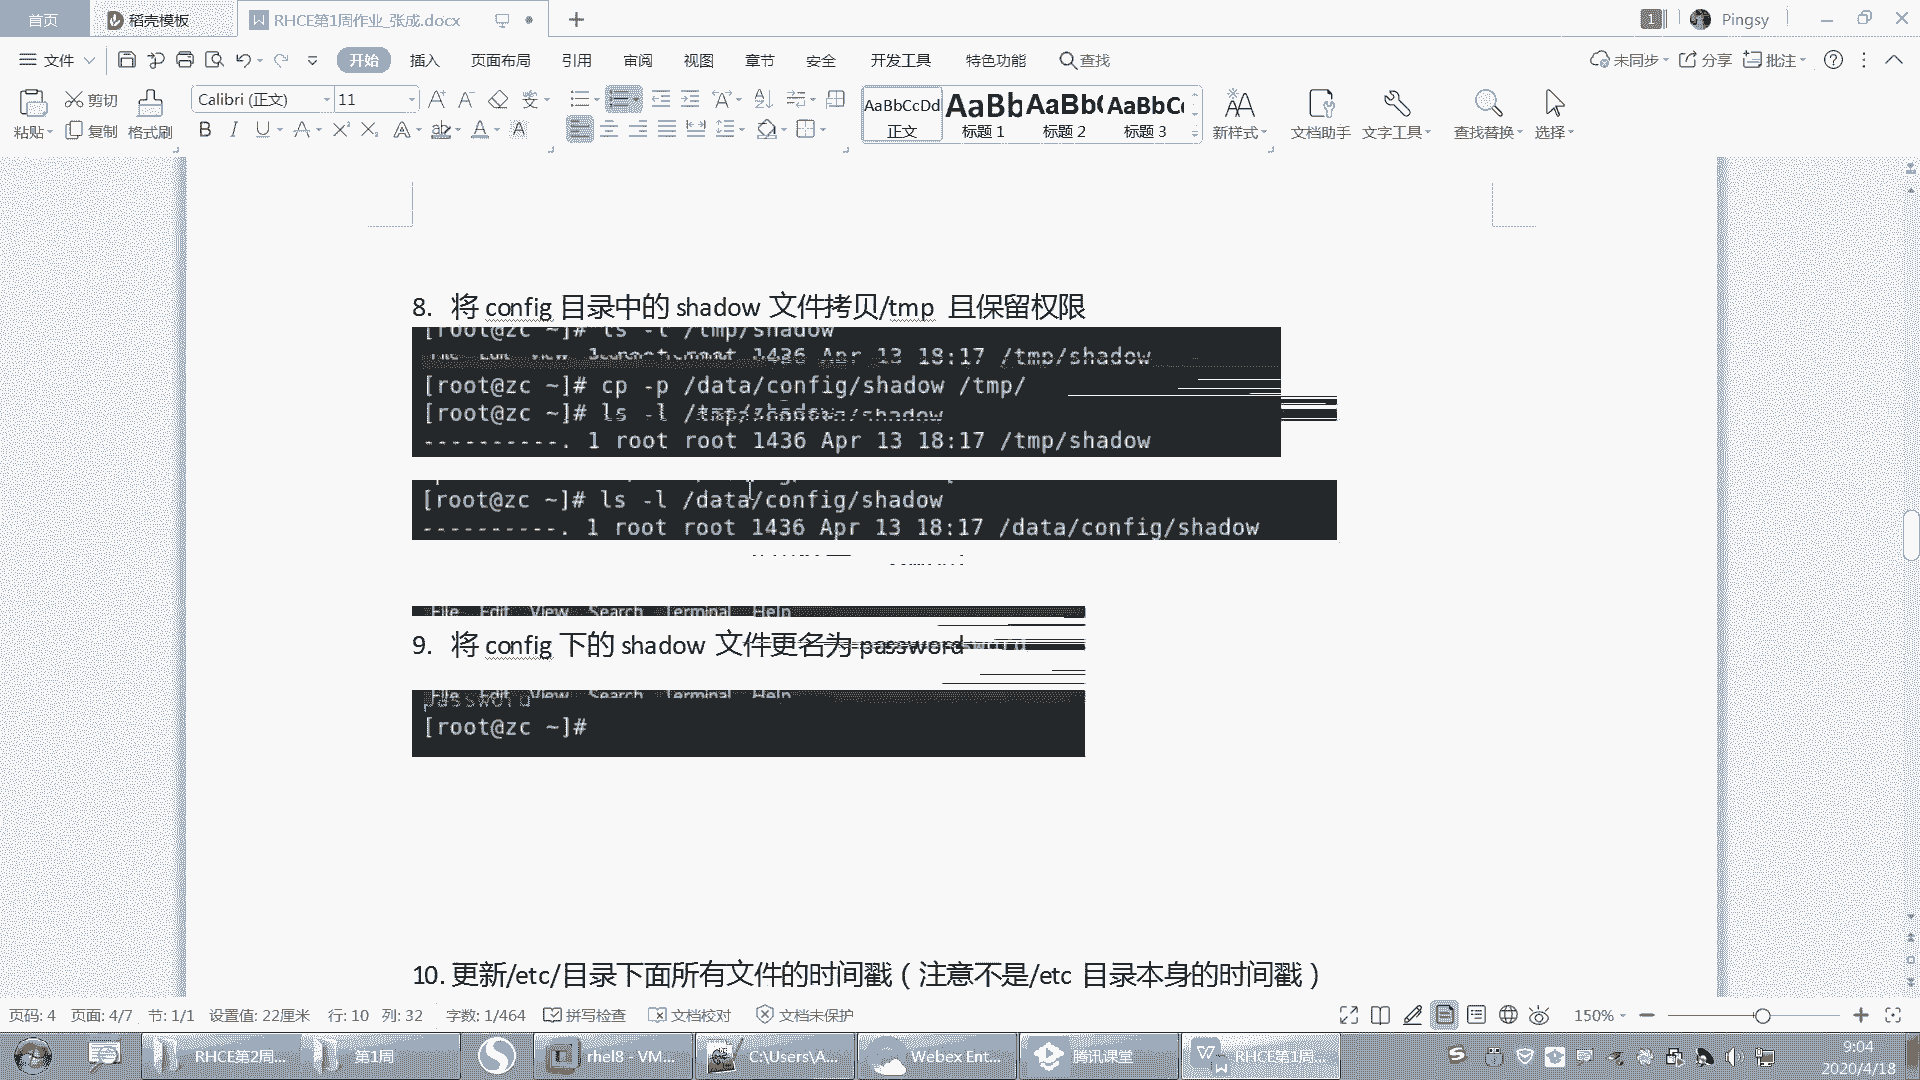 首页
稻壳模板
RHCE第1周作业_张成.docx
1
Pingsy
文件
开始
插入
页面布局
引用
审阅
视图
章节
安全
开发工具
特色功能
查找
未同步
分享
批注
粘贴
剪切
复制
格式刷
Calibri (正文)
11
AaBbCcDd
正文
AaBb
标题 1
AaBb(
标题 2
AaBbC
标题 3
新样式
文档助手
文字工具
查找替换
选择
8. 将 config 目录中的 shadow 文件拷贝/tmp 且保留权限
[root@zc ~]# ls -l /tmp/shadow
1436 Apr 13 18:17 /tmp/shadow
[root@zc ~]# cp -p /data/config/shadow /tmp/
[root@zc ~]# ls -l /tmp/shadow
----------. 1 root root 1436 Apr 13 18:17 /tmp/shadow
[root@zc ~]# ls -l /data/config/shadow
----------. 1 root root 1436 Apr 13 18:17 /data/config/shadow
File Edit View Search Terminal Help
9. 将 config 下的 shadow 文件更名为 password
File Edit View Search Terminal Help
password
[root@zc ~]#
10. 更新/etc/目录下面所有文件的时间戳（注意不是/etc 目录本身的时间戳）
页码: 4
页面: 4/7
节: 1/1
设置值: 22厘米
行: 10
列: 32
字数: 1/464
拼写检查
文档校对
文档未保护
150%
RHCE第2周...
第1周
rhel8 - VM...
C:\Users\A...
Webex Ent...
腾讯课堂
RHCE第1周...
9:04
2020/4/18